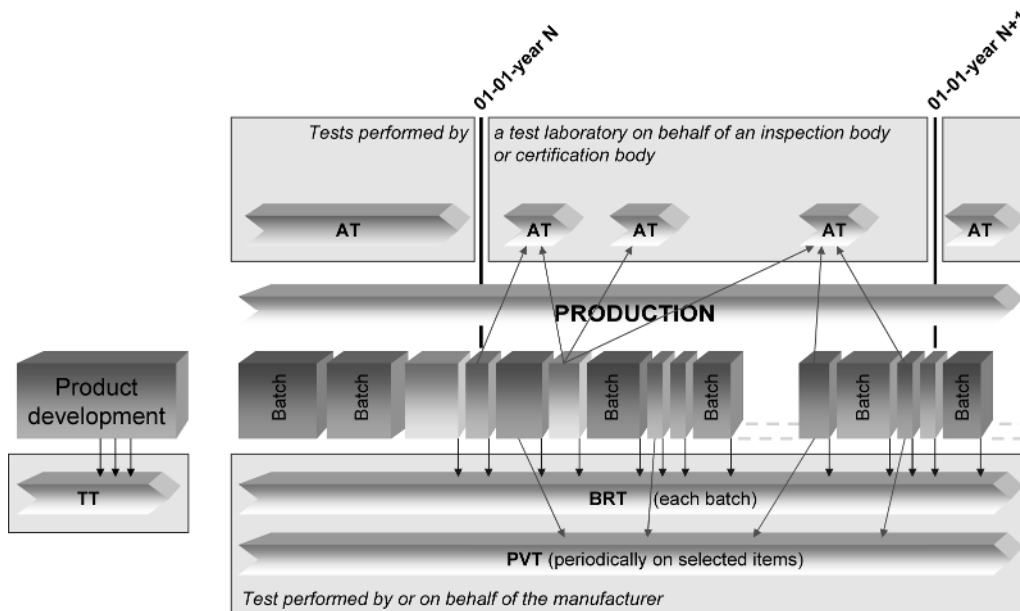 01-01-year N
01-01-year N+1
Tests performed by
a test laboratory on behalf of an inspection body
or certification body
AT
AT
AT
AT
AT
PRODUCTION
Product
development
Batch
Batch
Batch
Batch
Batch
Batch
TT
BRT (each batch)
PVT (periodically on selected items)
Test performed by or on behalf of the manufacturer